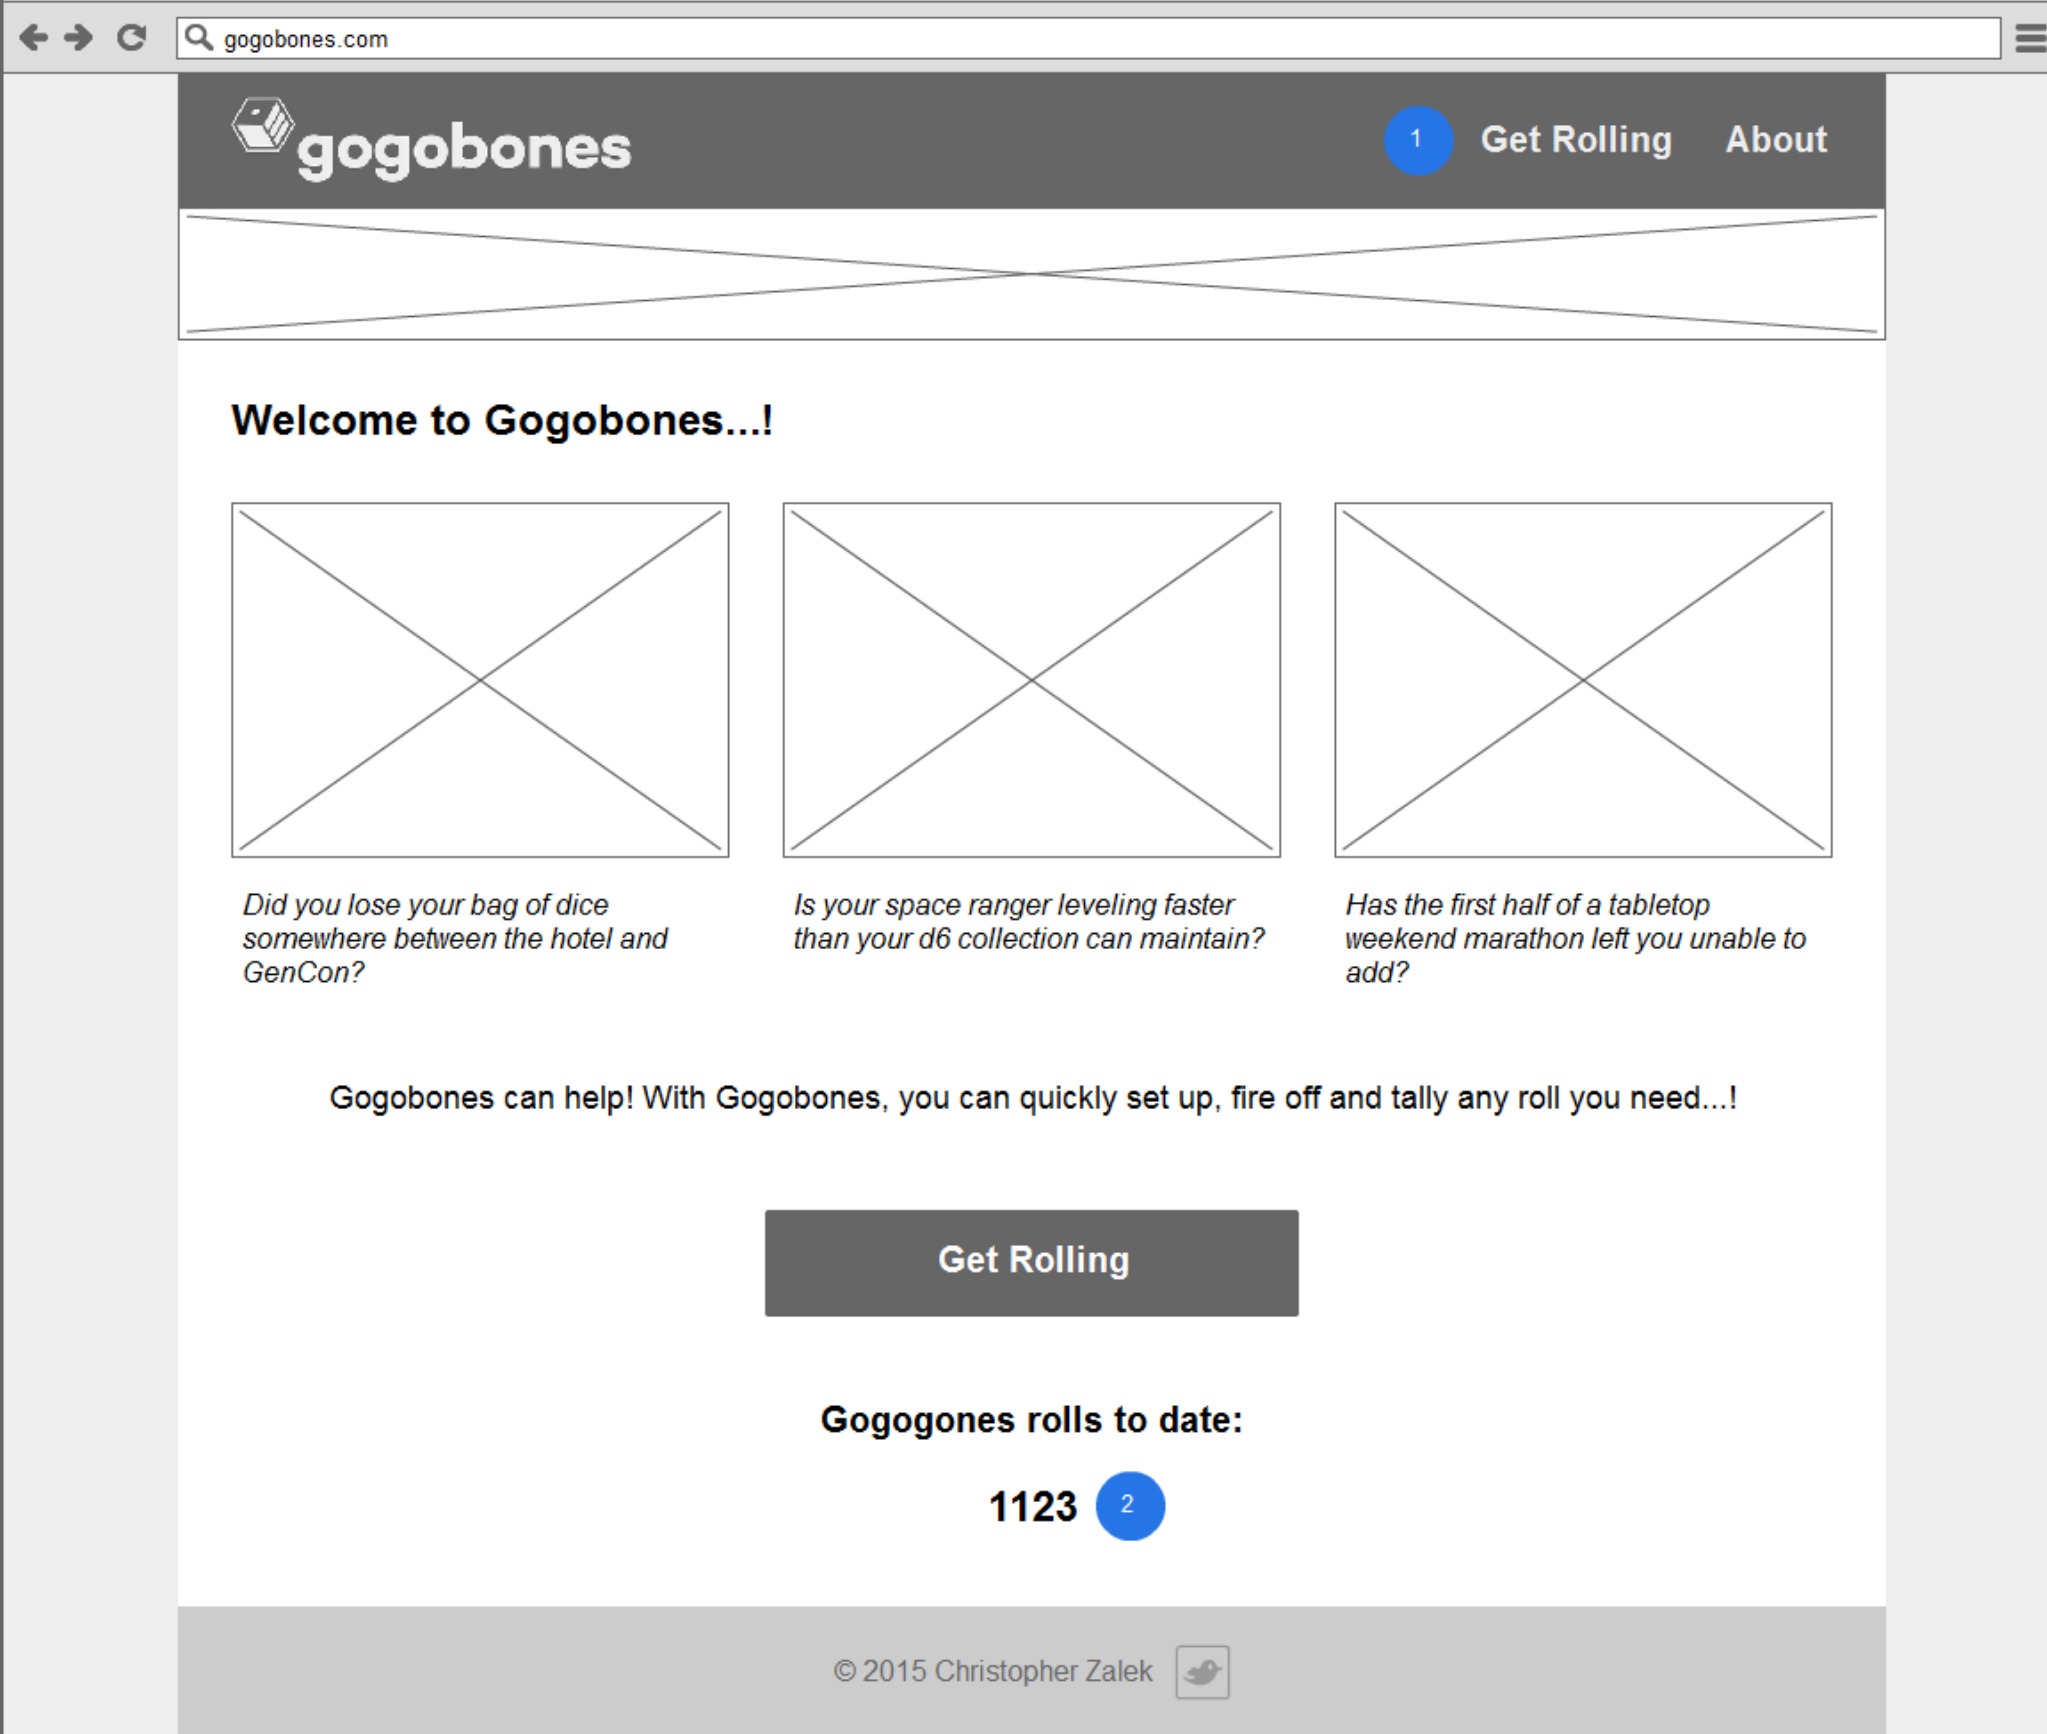 gogobones.com
gogobones
1
Get Rolling
About
Welcome to Gogobones...!
Did you lose your bag of dice
somewhere between the hotel and
GenCon?
Is your space ranger leveling faster
than your d6 collection can maintain?
Has the first half of a tabletop
weekend marathon left you unable to
add?
Gogobones can help! With Gogobones, you can quickly set up, fire off and tally any roll you need...!
Get Rolling
Gogogones rolls to date:
1123
2
© 2015 Christopher Zalek